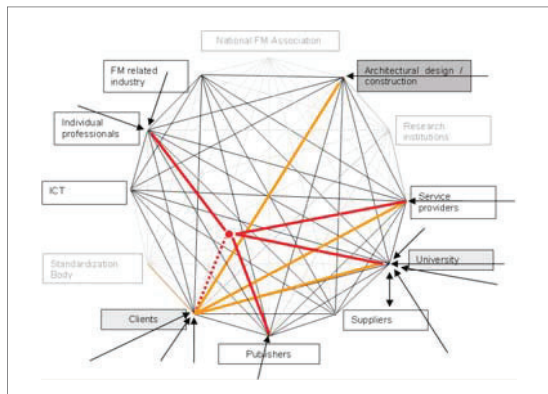 National FM Association
FM related
industry
Architectural design /
construction
Individual
professionals
Research
institutions
ICT
Service
providers
Standardization
Body
University
Clients
Suppliers
Publishers